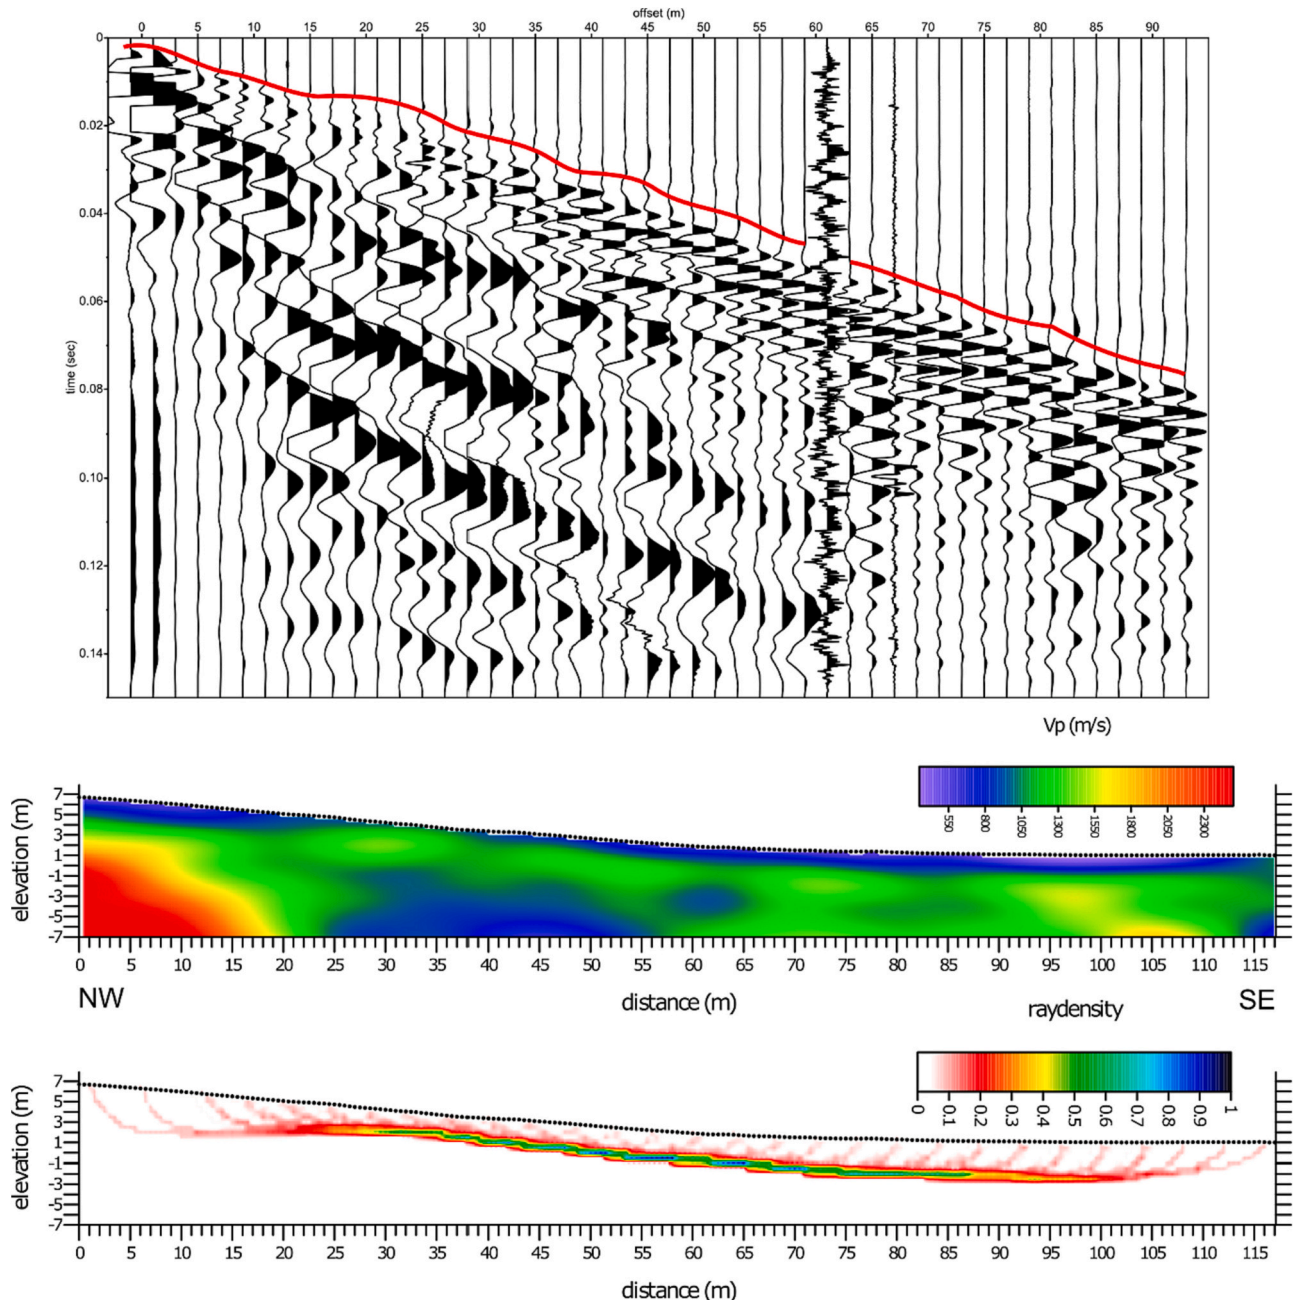 offset (m)
0 5 10 15 20 25 30 35 40 45 50 55 60 65 70 75 80 85 90
0
0.02
0.04
0.06
time (sec)
0.08
0.10
0.12
0.14
Vp (m/s)
550 800 1050 1300 1550 1800 2050 2300
elevation (m)
7
5
3
1
-1
-3
-5
-7
0 5 10 15 20 25 30 35 40 45 50 55 60 65 70 75 80 85 90 95 100 105 110 115
NW distance (m) SE
raydensity
0 0.1 0.2 0.3 0.4 0.5 0.6 0.7 0.8 0.9 1
elevation (m)
7
5
3
1
-1
-3
-5
-7
0 5 10 15 20 25 30 35 40 45 50 55 60 65 70 75 80 85 90 95 100 105 110 115
distance (m)